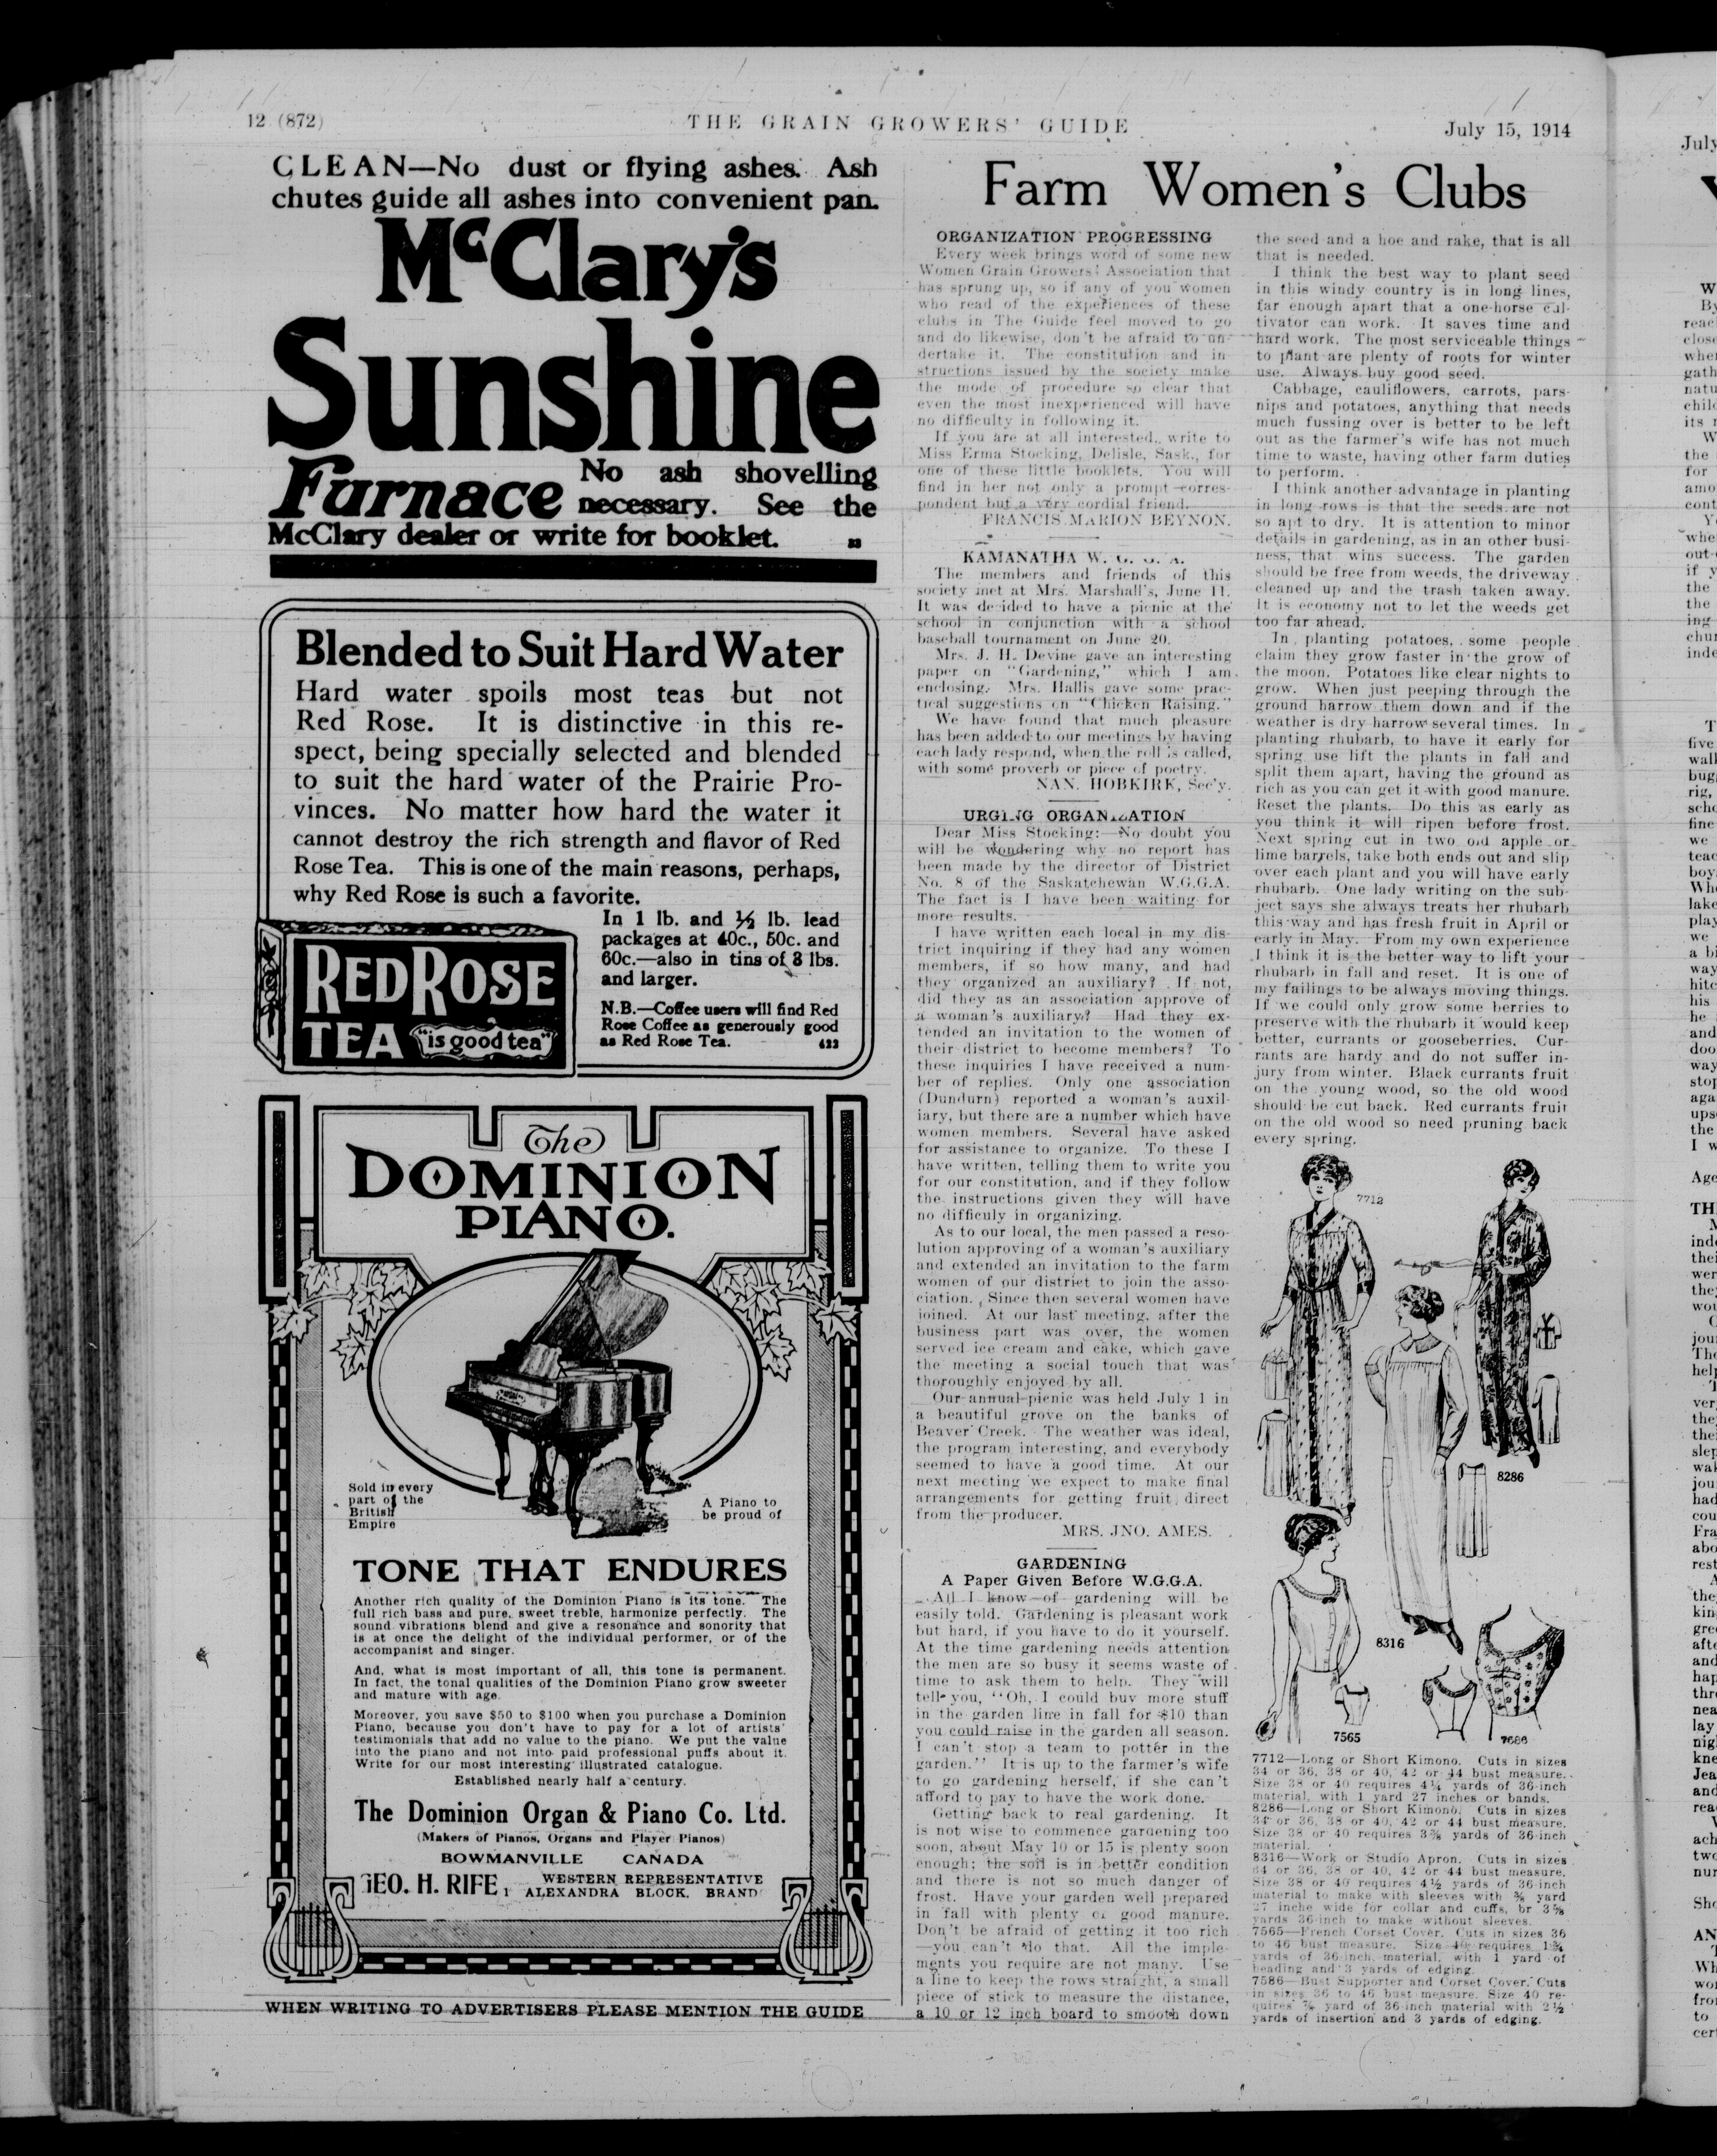 12 (872)
THE GRAIN GROWERS' GUIDE
July 15, 1914
CLEAN—No dust or flying ashes. Ash
chutes guide all ashes into convenient pan.
McClary's
Sunshine
Furnace
No ash shovelling
necessary. See the
McClary dealer or write for booklet.
Blended to Suit Hard Water
Hard water spoils most teas but not
Red Rose. It is distinctive in this re-
spect, being specially selected and blended
to suit the hard water of the Prairie Pro-
vinces. No matter how hard the water it
cannot destroy the rich strength and flavor of Red
Rose Tea. This is one of the main reasons, perhaps,
why Red Rose is such a favorite.
In 1 lb. and ½ lb. lead
packages at 40c., 50c. and
60c.—also in tins of 3 lbs.
and larger.
N.B.—Coffee users will find Red
Rose Coffee as generously good
as Red Rose Tea. 622
RED ROSE
TEA "is good tea"
The
DOMINION
PIANO.
Sold in every
part of the
British
Empire
A Piano to
be proud of
TONE THAT ENDURES
Another rich quality of the Dominion Piano is its tone. The
full rich bass and pure, sweet treble, harmonize perfectly. The
sound vibrations blend and give a resonance and sonority that
is at once the delight of the individual performer, or of the
accompanist and singer.
And, what is most important of all, this tone is permanent.
In fact, the tonal qualities of the Dominion Piano grow sweeter
and mature with age.
Moreover, you save $50 to $100 when you purchase a Dominion
Piano, because you don't have to pay for a lot of artists'
testimonials that add no value to the piano. We put the value
into the piano and not into paid professional puffs about it.
Write for our most interesting illustrated catalogue.
Established nearly half a century.
The Dominion Organ & Piano Co. Ltd.
(Makers of Pianos, Organs and Player Pianos)
BOWMANVILLE CANADA
GEO. H. RIFE,
WESTERN REPRESENTATIVE
ALEXANDRA BLOCK, BRAND
WHEN WRITING TO ADVERTISERS PLEASE MENTION THE GUIDE
Farm Women's Clubs
ORGANIZATION PROGRESSING
Every week brings word of some new
Women Grain Growers' Association that
has sprung up, so if any of you women
who read of the experiences of these
clubs in The Guide feel moved to go
and do likewise, don't be afraid to un-
dertake it. The constitution and in-
structions issued by the society make
the mode of procedure so clear that
even the most inexperienced will have
no difficulty in following it.
If you are at all interested, write to
Miss Erma Stocking, Delisle, Sask., for
one of these little booklets. You will
find in her not only a prompt corres-
pondent but a very cordial friend.
FRANCIS MARION BEYNON.
KAMANATHA W. G. G. A.
The members and friends of this
society met at Mrs. Marshall's, June 11.
It was decided to have a picnic at the
school in conjunction with a school
baseball tournament on June 20.
Mrs. J. H. Devine gave an interesting
paper on "Gardening," which I am
enclosing. Mrs. Hallis gave some prac-
tical suggestions on "Chicken Raising."
We have found that much pleasure
has been added to our meetings by having
each lady respond, when the roll is called,
with some proverb or piece of poetry.
NAN. HOBKIRK, Sec'y.
URGING ORGANIZATION
Dear Miss Stocking:—No doubt you
will be wondering why no report has
been made by the director of District
No. 8 of the Saskatchewan W.G.G.A.
The fact is I have been waiting for
more results.
I have written each local in my dis-
trict inquiring if they had any women
members, if so how many, and had
they organized an auxiliary? If not,
did they as an association approve of
a woman's auxiliary? Had they ex-
tended an invitation to the women of
their district to become members? To
these inquiries I have received a num-
ber of replies. Only one association
(Dundurn) reported a woman's auxil-
iary, but there are a number which have
women members. Several have asked
for assistance to organize. To these I
have written, telling them to write you
for our constitution, and if they follow
the instructions given they will have
no difficuly in organizing.
As to our local, the men passed a reso-
lution approving of a woman's auxiliary
and extended an invitation to the farm
women of our district to join the asso-
ciation. Since then several women have
joined. At our last meeting, after the
business part was over, the women
served ice cream and cake, which gave
the meeting a social touch that was
thoroughly enjoyed by all.
Our annual picnic was held July 1 in
a beautiful grove on the banks of
Beaver Creek. The weather was ideal,
the program interesting, and everybody
seemed to have a good time. At our
next meeting we expect to make final
arrangements for getting fruit direct
from the producer.
MRS. JNO. AMES.
GARDENING
A Paper Given Before W.G.G.A.
All I know of gardening will be
easily told. Gardening is pleasant work
but hard, if you have to do it yourself.
At the time gardening needs attention
the men are so busy it seems waste of
time to ask them to help. They will
tell you, "Oh, I could buy more stuff
in the garden line in fall for $10 than
you could raise in the garden all season.
I can't stop a team to potter in the
garden." It is up to the farmer's wife
to go gardening herself, if she can't
afford to pay to have the work done.
Getting back to real gardening. It
is not wise to commence gardening too
soon, about May 10 or 15 is plenty soon
enough; the soil is in better condition
and there is not so much danger of
frost. Have your garden well prepared
in fall with plenty of good manure.
Don't be afraid of getting it too rich
—you can't do that. All the imple-
ments you require are not many. Use
a line to keep the rows straight, a small
piece of stick to measure the distance,
a 10 or 12 inch board to smooth down
the seed and a hoe and rake, that is all
that is needed.
I think the best way to plant seed
in this windy country is in long lines,
far enough apart that a one-horse cul-
tivator can work. It saves time and
hard work. The most serviceable things
to plant are plenty of roots for winter
use. Always buy good seed.
Cabbage, cauliflowers, carrots, pars-
nips and potatoes, anything that needs
much fussing over is better to be left
out as the farmer's wife has not much
time to waste, having other farm duties
to perform.
I think another advantage in planting
in long rows is that the seeds are not
so apt to dry. It is attention to minor
details in gardening, as in an other busi-
ness, that wins success. The garden
should be free from weeds, the driveway
cleaned up and the trash taken away.
It is economy not to let the weeds get
too far ahead.
In planting potatoes, some people
claim they grow faster in the grow of
the moon. Potatoes like clear nights to
grow. When just peeping through the
ground harrow them down and if the
weather is dry harrow several times. In
planting rhubarb, to have it early for
spring use lift the plants in fall and
split them apart, having the ground as
rich as you can get it with good manure.
Reset the plants. Do this as early as
you think it will ripen before frost.
Next spring cut in two old apple or
lime barrels, take both ends out and slip
over each plant and you will have early
rhubarb. One lady writing on the sub-
ject says she always treats her rhubarb
this way and has fresh fruit in April or
early in May. From my own experience
I think it is the better way to lift your
rhubarb in fall and reset. It is one of
my failings to be always moving things.
If we could only grow some berries to
preserve with the rhubarb it would keep
better, currants or gooseberries. Cur-
rants are hardy and do not suffer in-
jury from winter. Black currants fruit
on the young wood, so the old wood
should be cut back. Red currants fruit
on the old wood so need pruning back
every spring.
7712
8286
8316
7565
7686
7712—Long or Short Kimono. Cuts in sizes
34 or 36, 38 or 40, 42 or 44 bust measure.
Size 38 or 40 requires 4¼ yards of 36-inch
material, with 1 yard 27 inches or bands.
8286—Long or Short Kimono. Cuts in sizes
34 or 36, 38 or 40, 42 or 44 bust measure.
Size 38 or 40 requires 3⅜ yards of 36-inch
material.
8316—Work or Studio Apron. Cuts in sizes
34 or 36, 38 or 40, 42 or 44 bust measure.
Size 38 or 40 requires 4½ yards of 36-inch
material to make with sleeves with ⅜ yard
27 inche wide for collar and cuffs, or 3⅝
yards 36-inch to make without sleeves.
7565—French Corset Cover. Cuts in sizes 36
to 46 bust measure. Size 40 requires 1¾
yards of 36-inch material, with 1 yard of
beading and 3 yards of edging.
7586—Bust Supporter and Corset Cover. Cuts
in sizes 36 to 46 bust measure. Size 40 re-
quires ⅞ yard of 36-inch material with 2½
yards of insertion and 3 yards of edging.